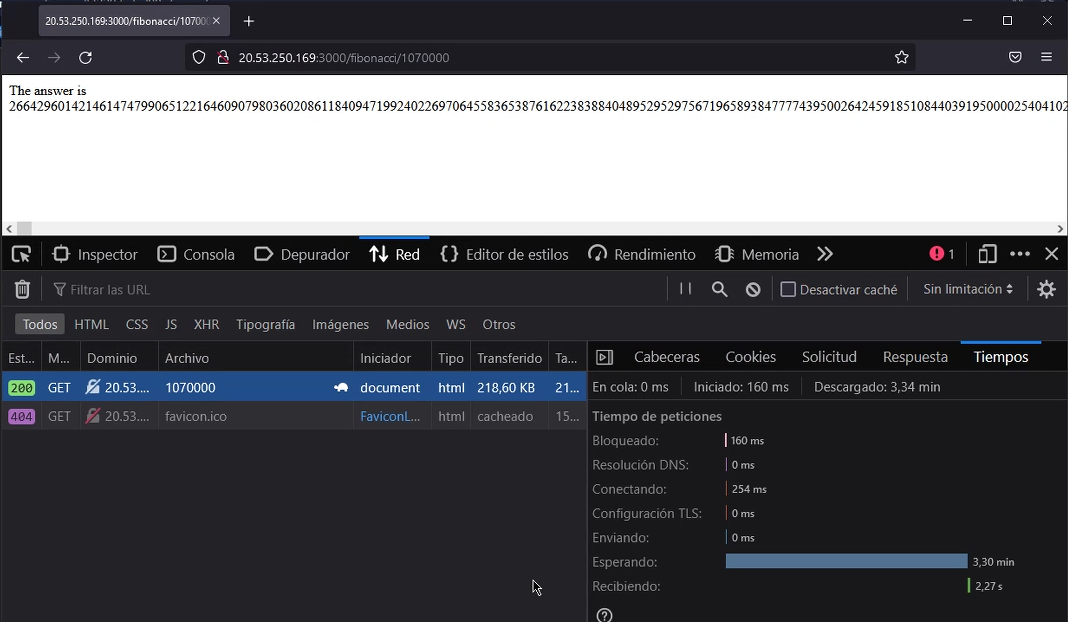 20.53.250.169:3000/fibonacci/10700
20.53.250.169:3000/fibonacci/1070000
The answer is
Inspector Consola Depurador Red Editor de estilos Rendimiento Memoria 1
Filtrar las URL Desactivar caché Sin limitación
Todos HTML CSS JS XHR Tipografía Imágenes Medios WS Otros
Est... M... Dominio Archivo Iniciador Tipo Transferido Ta...
200 GET 20.53.... 1070000 document html 218,60 KB 21...
404 GET 20.53.... favicon.ico FaviconL... html cacheado 15...
Cabeceras Cookies Solicitud Respuesta Tiempos
En cola: 0 ms Iniciado: 160 ms Descargado: 3,34 min
Tiempo de peticiones
Bloqueado: 160 ms
Resolución DNS: 0 ms
Conectando: 254 ms
Configuración TLS: 0 ms
Enviando: 0 ms
Esperando: 3,30 min
Recibiendo: 2,27 s